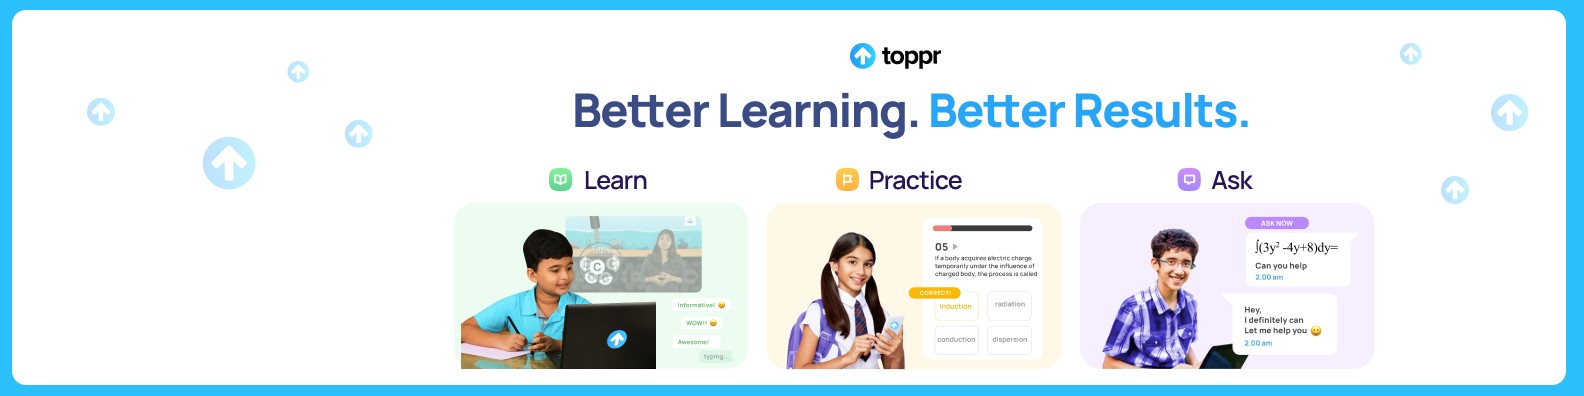 toppr
Better Learning. Better Results.
Learn
Informative! 😄
WOW!! 😄
Awesome!
typing...
Practice
05
If a body acquires electric charge
temporarily under the influence of
charged body, the process is called
CORRECT!
Induction
radiation
conduction
dispersion
Ask
ASK NOW
∫(3y² -4y+8)dy=
Can you help
2.00 am
Hey,
I definitely can
Let me help you 😀
2.00 am